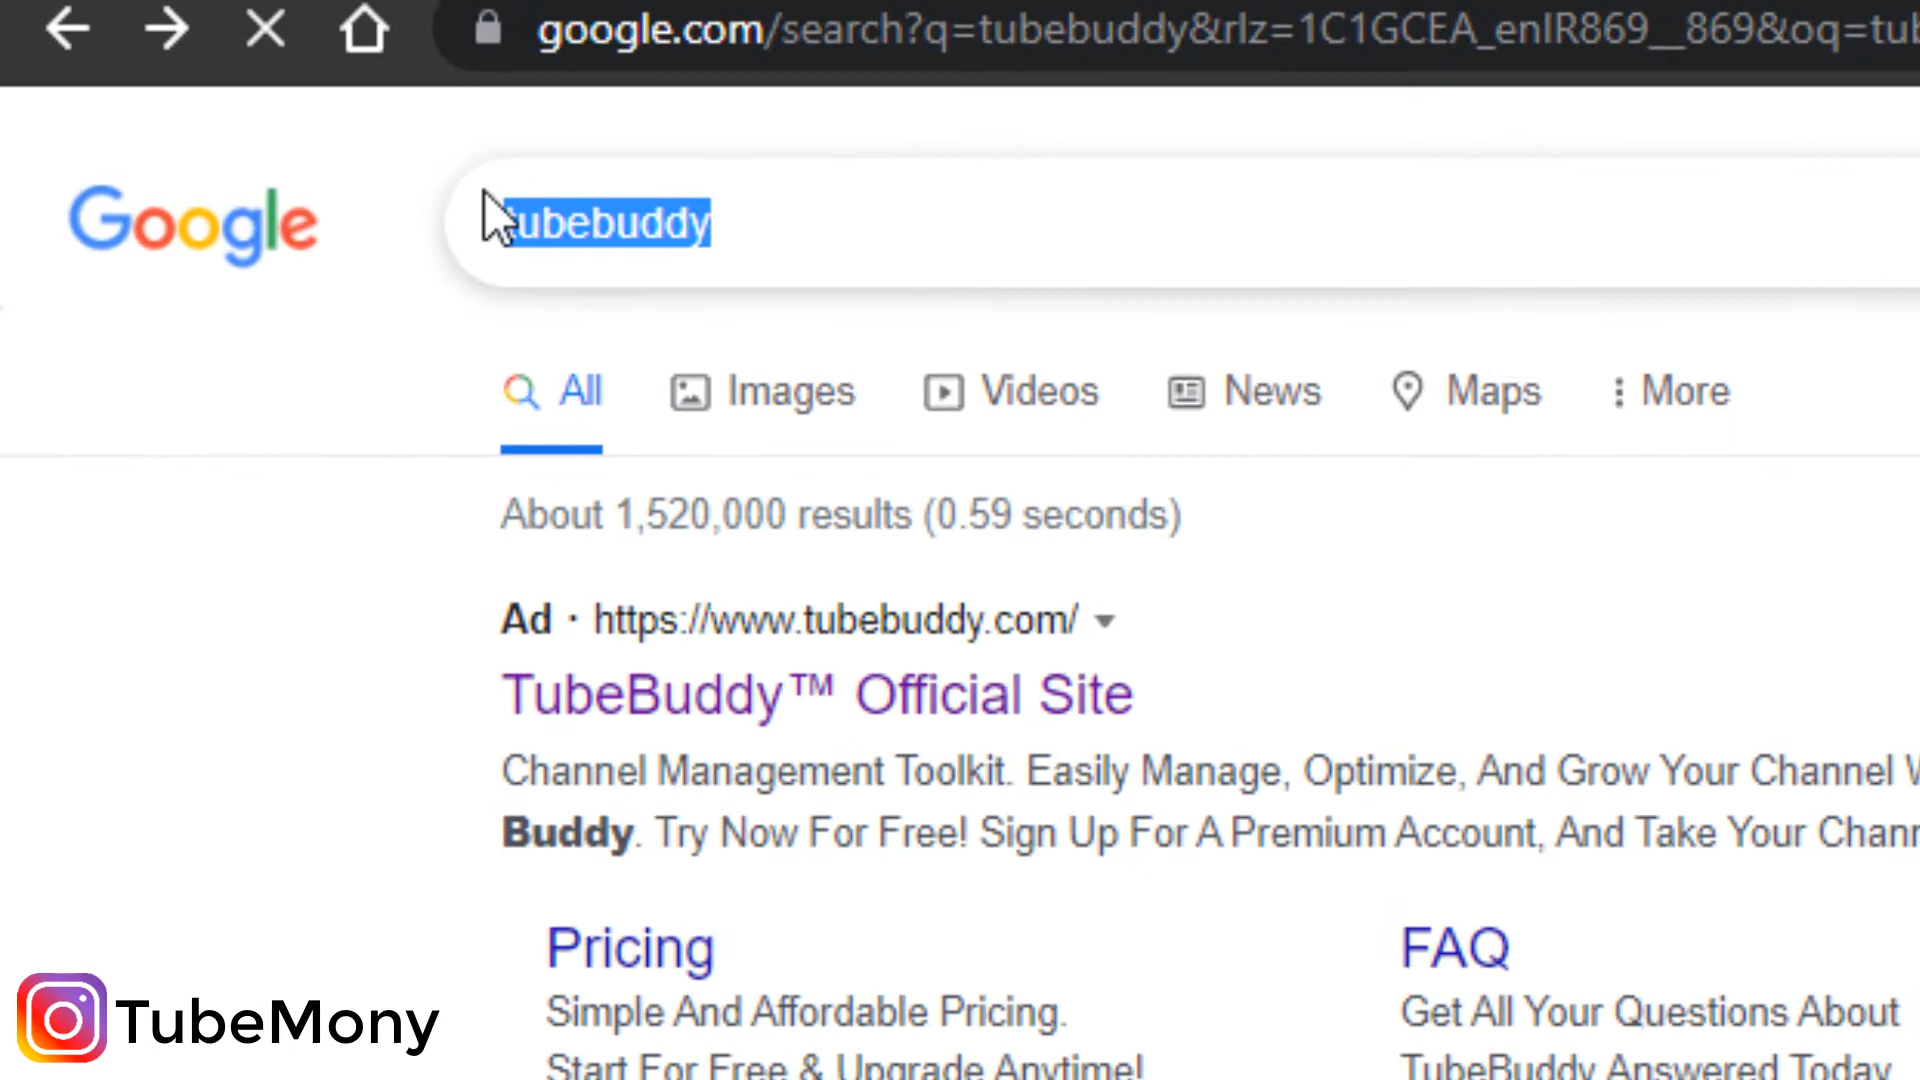 google.com/search?q=tubebuddy&rlz=1C1GCEA_enIR869__869&oq=tub
Google
tubebuddy
All Images Videos News Maps More
About 1,520,000 results (0.59 seconds)
Ad · https://www.tubebuddy.com/
TubeBuddy™ Official Site
Channel Management Toolkit. Easily Manage, Optimize, And Grow Your Channel
Buddy. Try Now For Free! Sign Up For A Premium Account, And Take Your
Pricing
FAQ
Simple And Affordable Pricing.
Get All Your Questions About
Start For Free & Upgrade Anytime!
TubeBuddy Answered Today
TubeMony